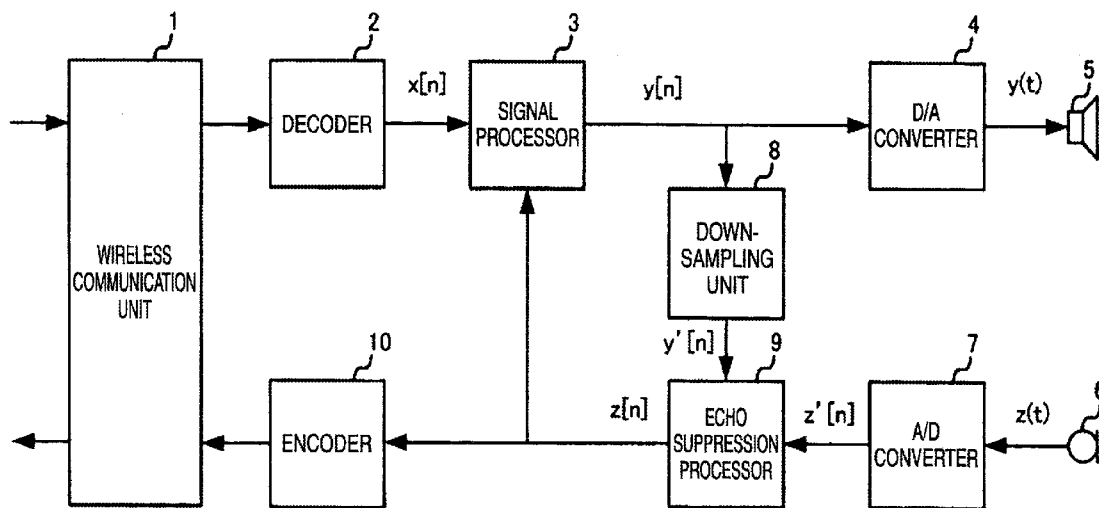 1
2
3
4
5
x[n]
y[n]
y(t)
DECODER
SIGNAL
PROCESSOR
D/A
CONVERTER
8
DOWN-
SAMPLING
UNIT
WIRELESS
COMMUNICATION
UNIT
10
y'[n]
9
7
6
z[n]
z'[n]
z(t)
ENCODER
ECHO
SUPPRESSION
PROCESSOR
A/D
CONVERTER